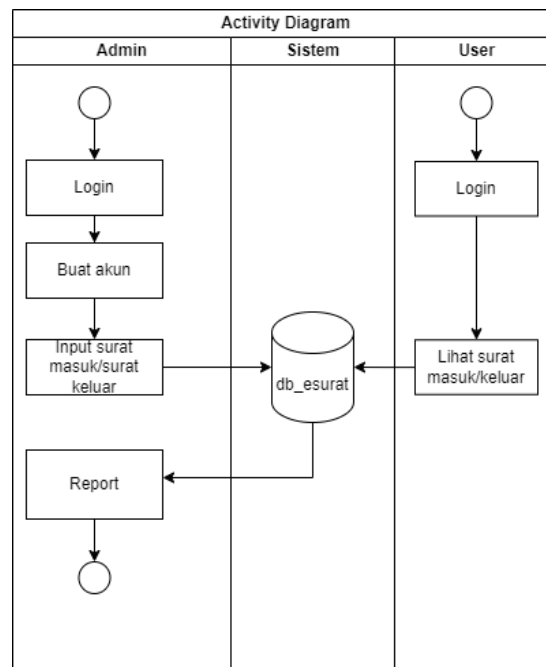 Activity Diagram
Admin
Sistem
User
Login
Login
Buat akun
Input surat
masuk/surat
keluar
db_esurat
Lihat surat
masuk/keluar
Report